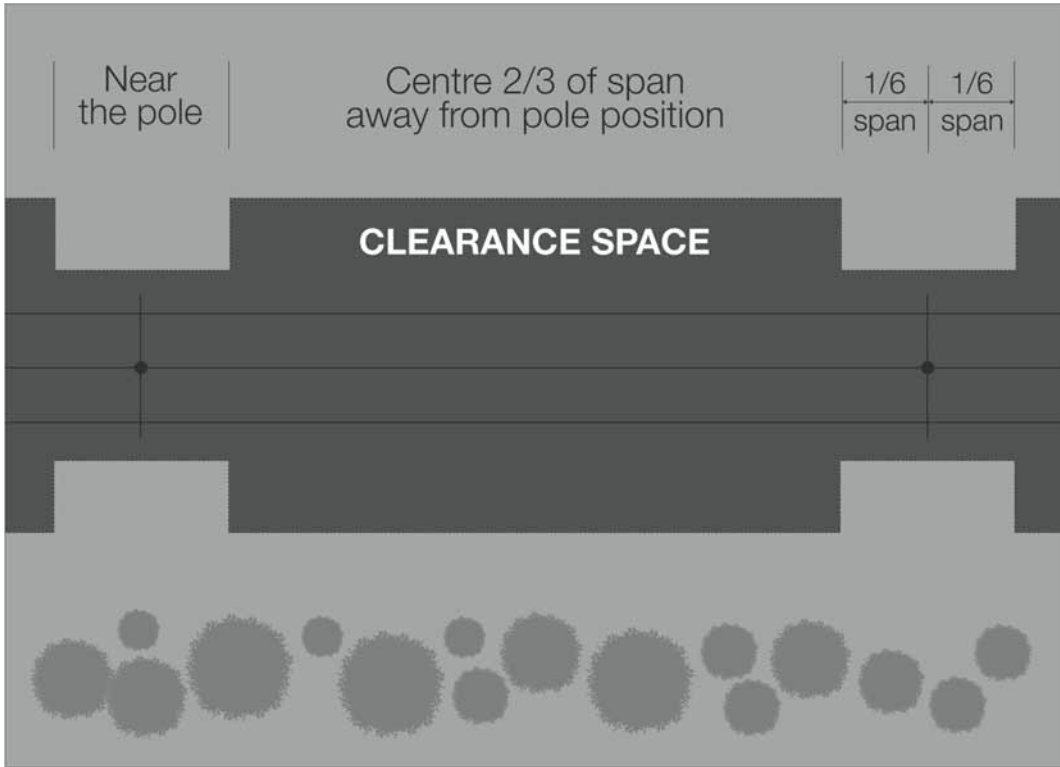 Near
the pole
Centre 2/3 of span
away from pole position
1/6
span
1/6
span
CLEARANCE SPACE